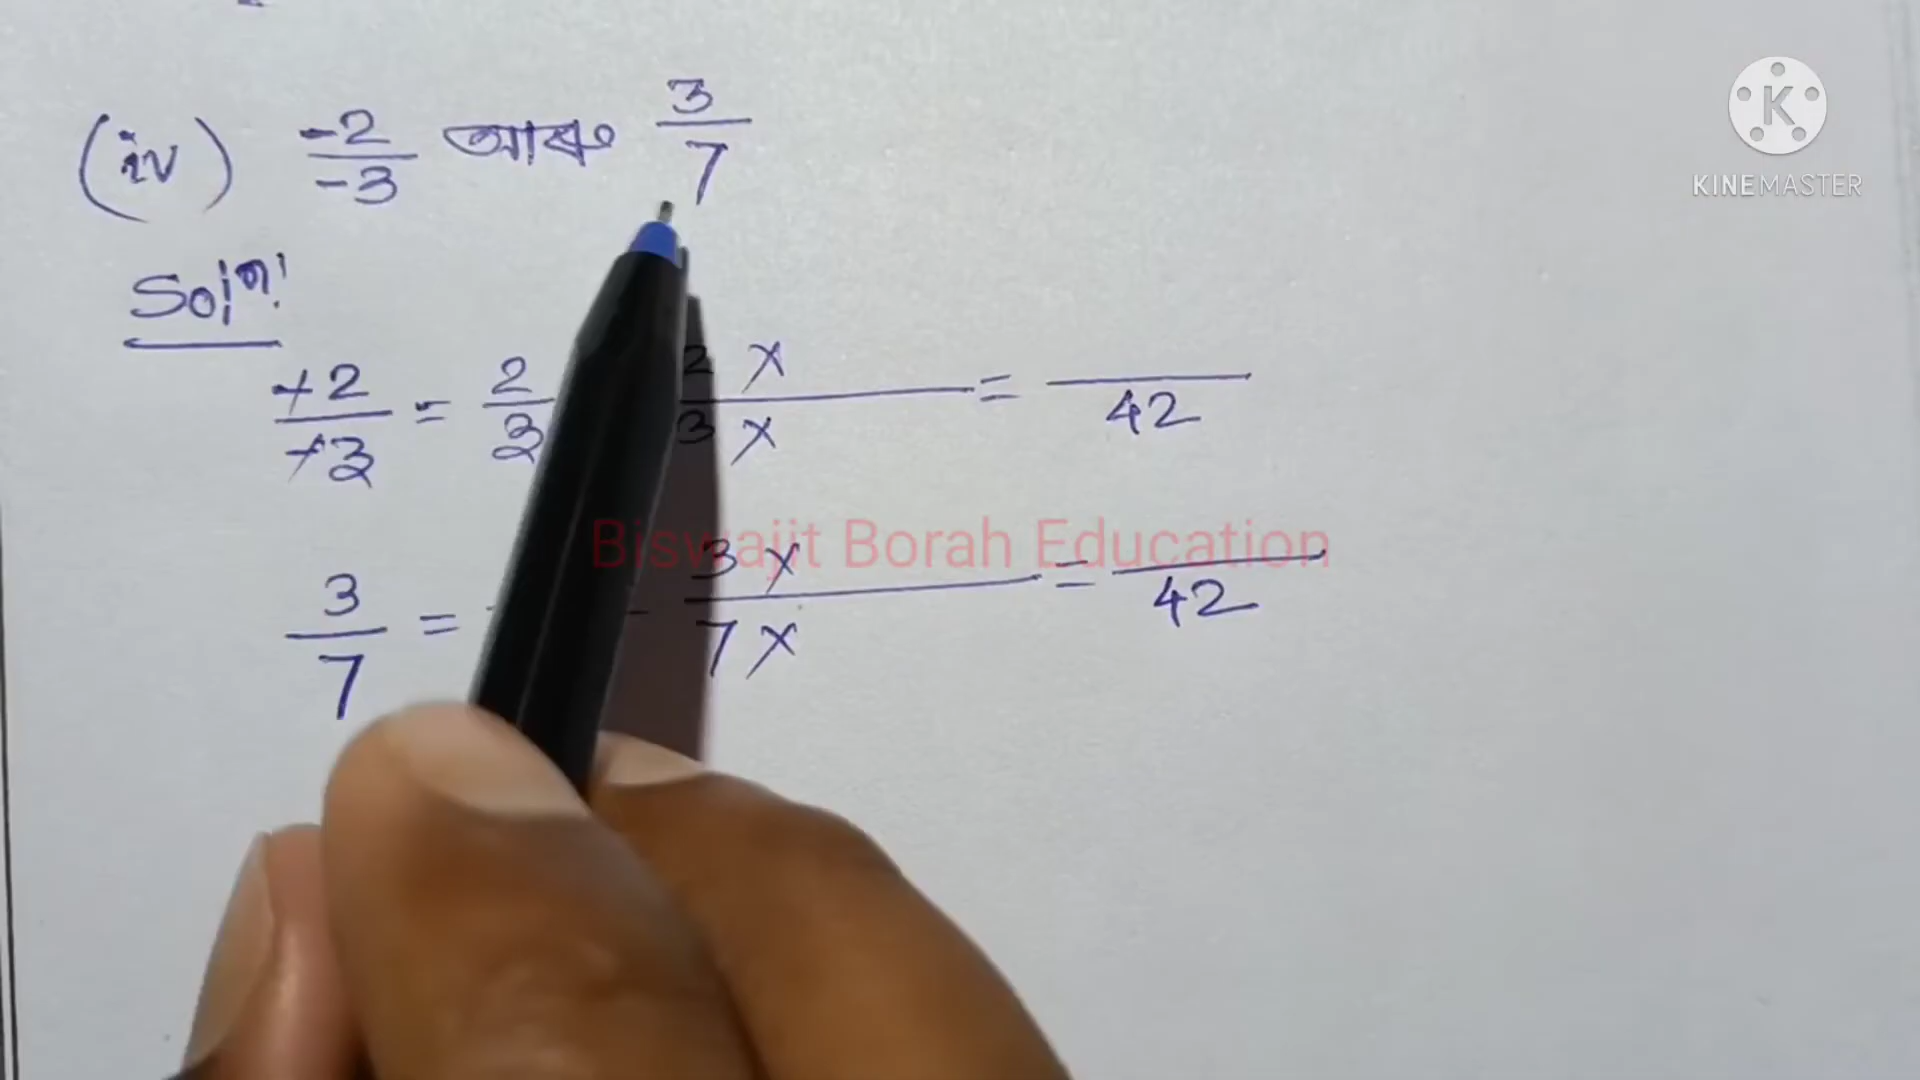 (iv) -2/-3 আৰু 3/7
KINEMASTER
Soln!
+2/+3 = 2/3 2 x / 3 x = /42
Biswajit Borah Education
3/7 = 3 x / 7 x = /42